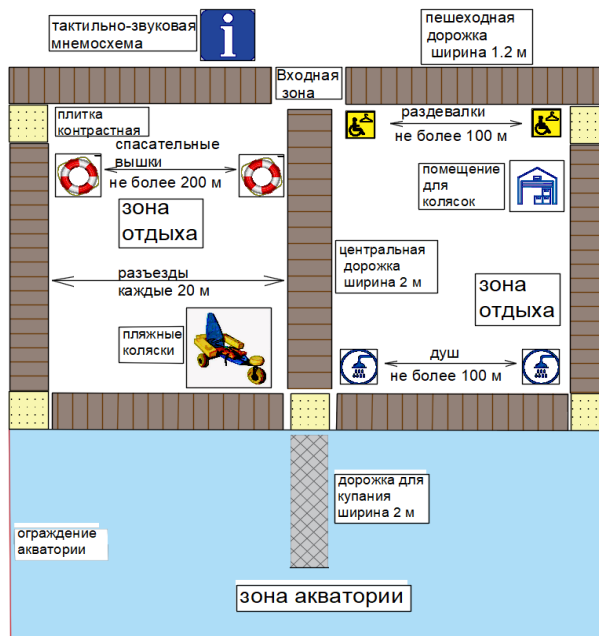 тактильно-звуковая
мнемосхема
i
пешеходная
дорожка
ширина 1.2 м
Входная
зона
плитка
контрастная
раздевалки
не более 100 м
спасательные
вышки
не более 200 м
помещение
для
колясок
зона
отдыха
центральная
дорожка
ширина 2 м
разъезды
каждые 20 м
зона
отдыха
пляжные
коляски
душ
не более 100 м
дорожка для
купания
ширина 2 м
ограждение
акватории
зона акватории